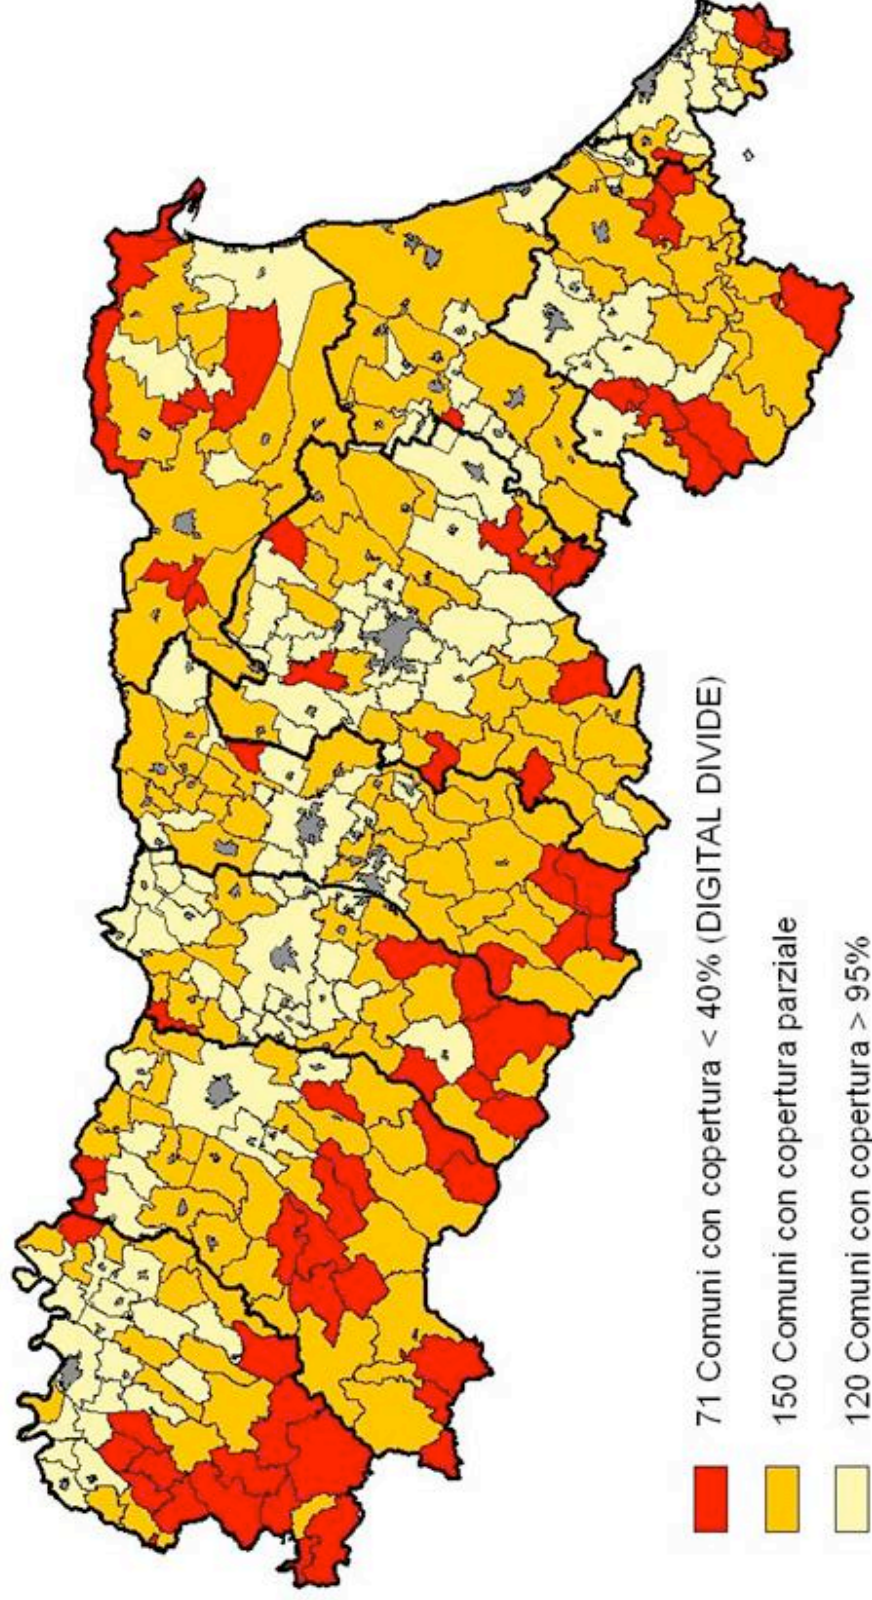 71 Comuni con copertura < 40% (DIGITAL DIVIDE)
150 Comuni con copertura parziale
120 Comuni con copertura > 95%